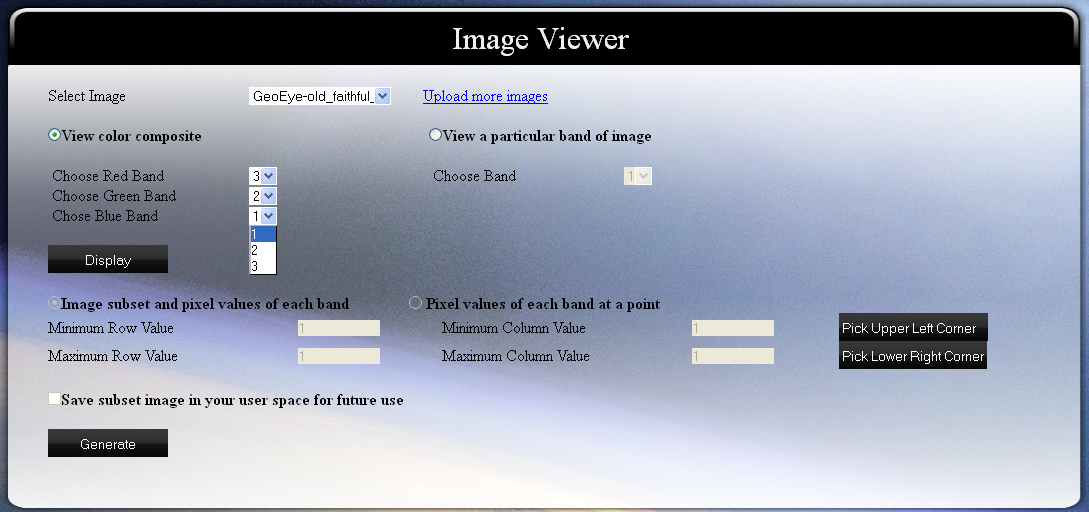 Image Viewer
Select Image GeoEye-old_faithful_ Upload more images
View color composite View a particular band of image
Choose Red Band 3 Choose Band 1
Choose Green Band 2
Chose Blue Band 1
1
2
3
Display
Image subset and pixel values of each band Pixel values of each band at a point
Minimum Row Value 1 Minimum Column Value 1 Pick Upper Left Corner
Maximum Row Value 1 Maximum Column Value 1 Pick Lower Right Corner
Save subset image in your user space for future use
Generate